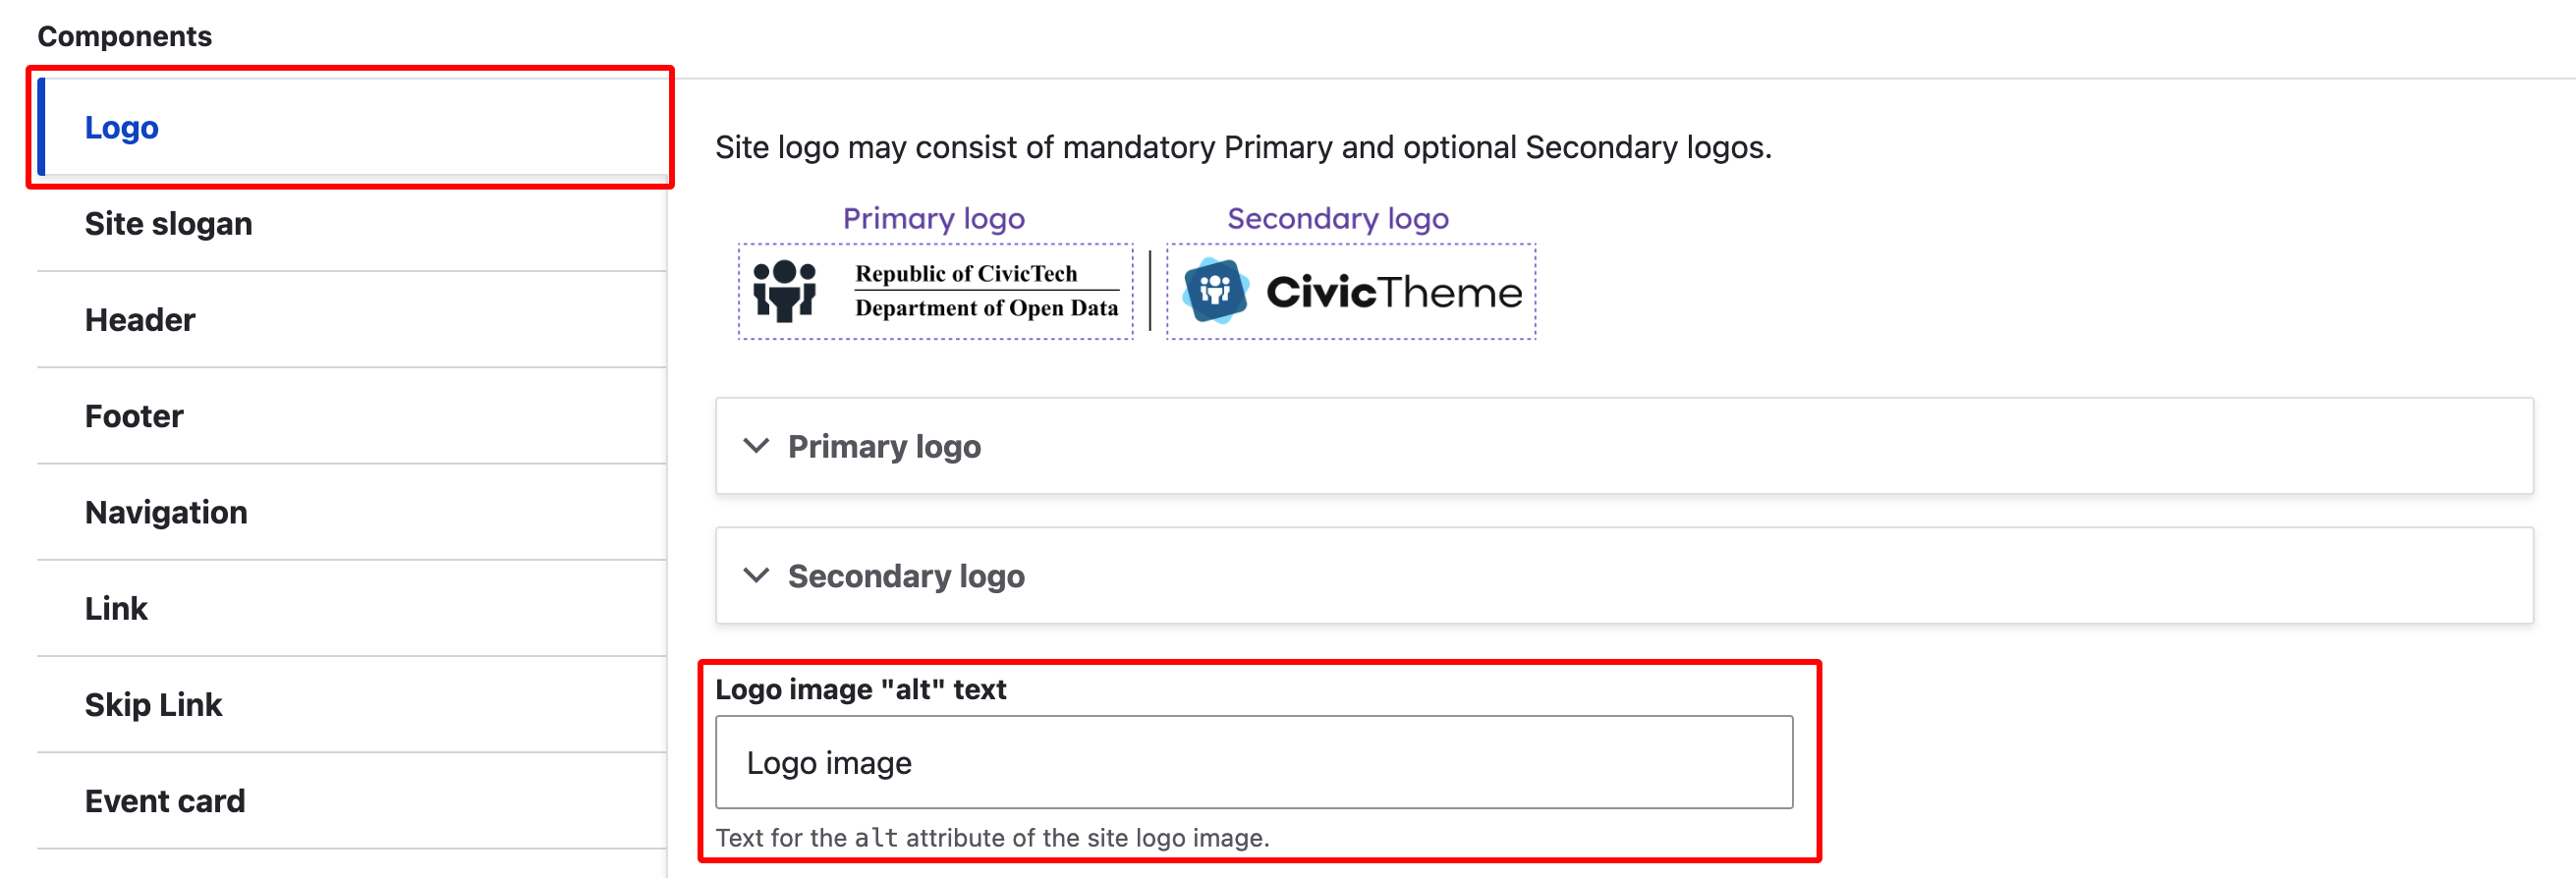 Components
Logo
Site slogan
Header
Footer
Navigation
Link
Skip Link
Event card
Site logo may consist of mandatory Primary and optional Secondary logos.
Primary logo
Secondary logo
Republic of CivicTech
Department of Open Data
CivicTheme
Primary logo
Secondary logo
Logo image "alt" text
Logo image
Text for the alt attribute of the site logo image.